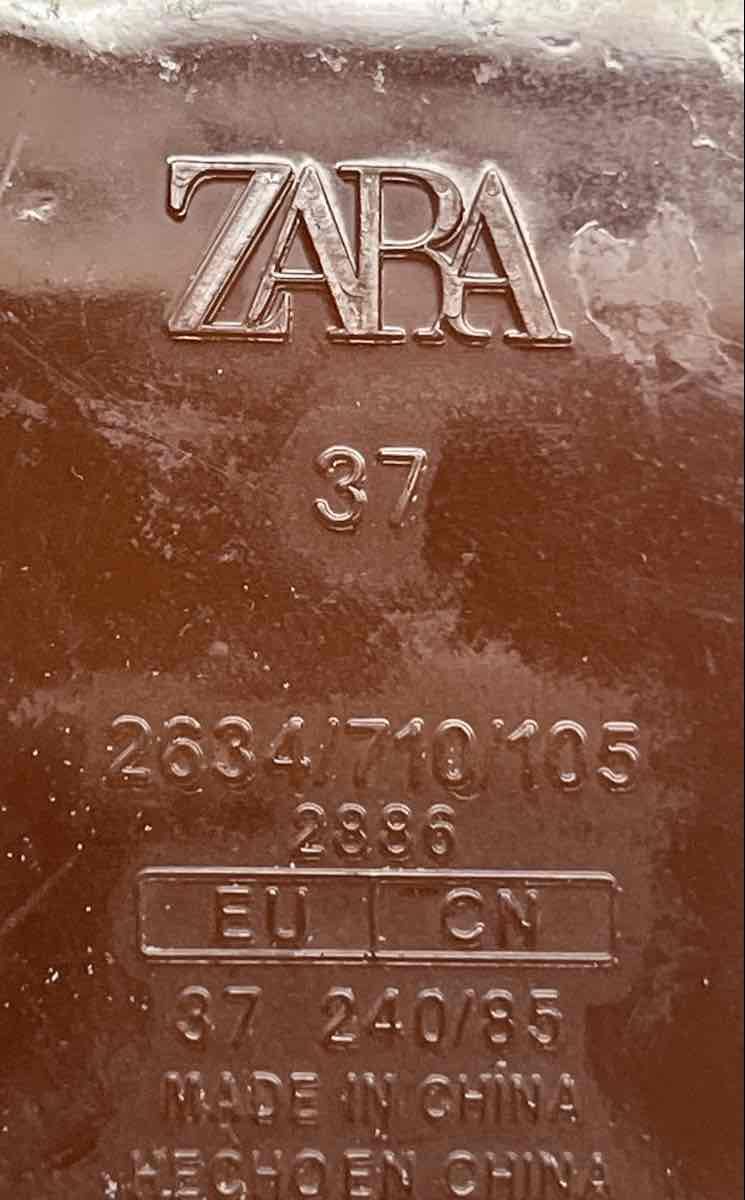 ZARA
37
2634/710/105
2886
EU CN
37 240/85
MADE IN CHINA
HECHO EN CHINA